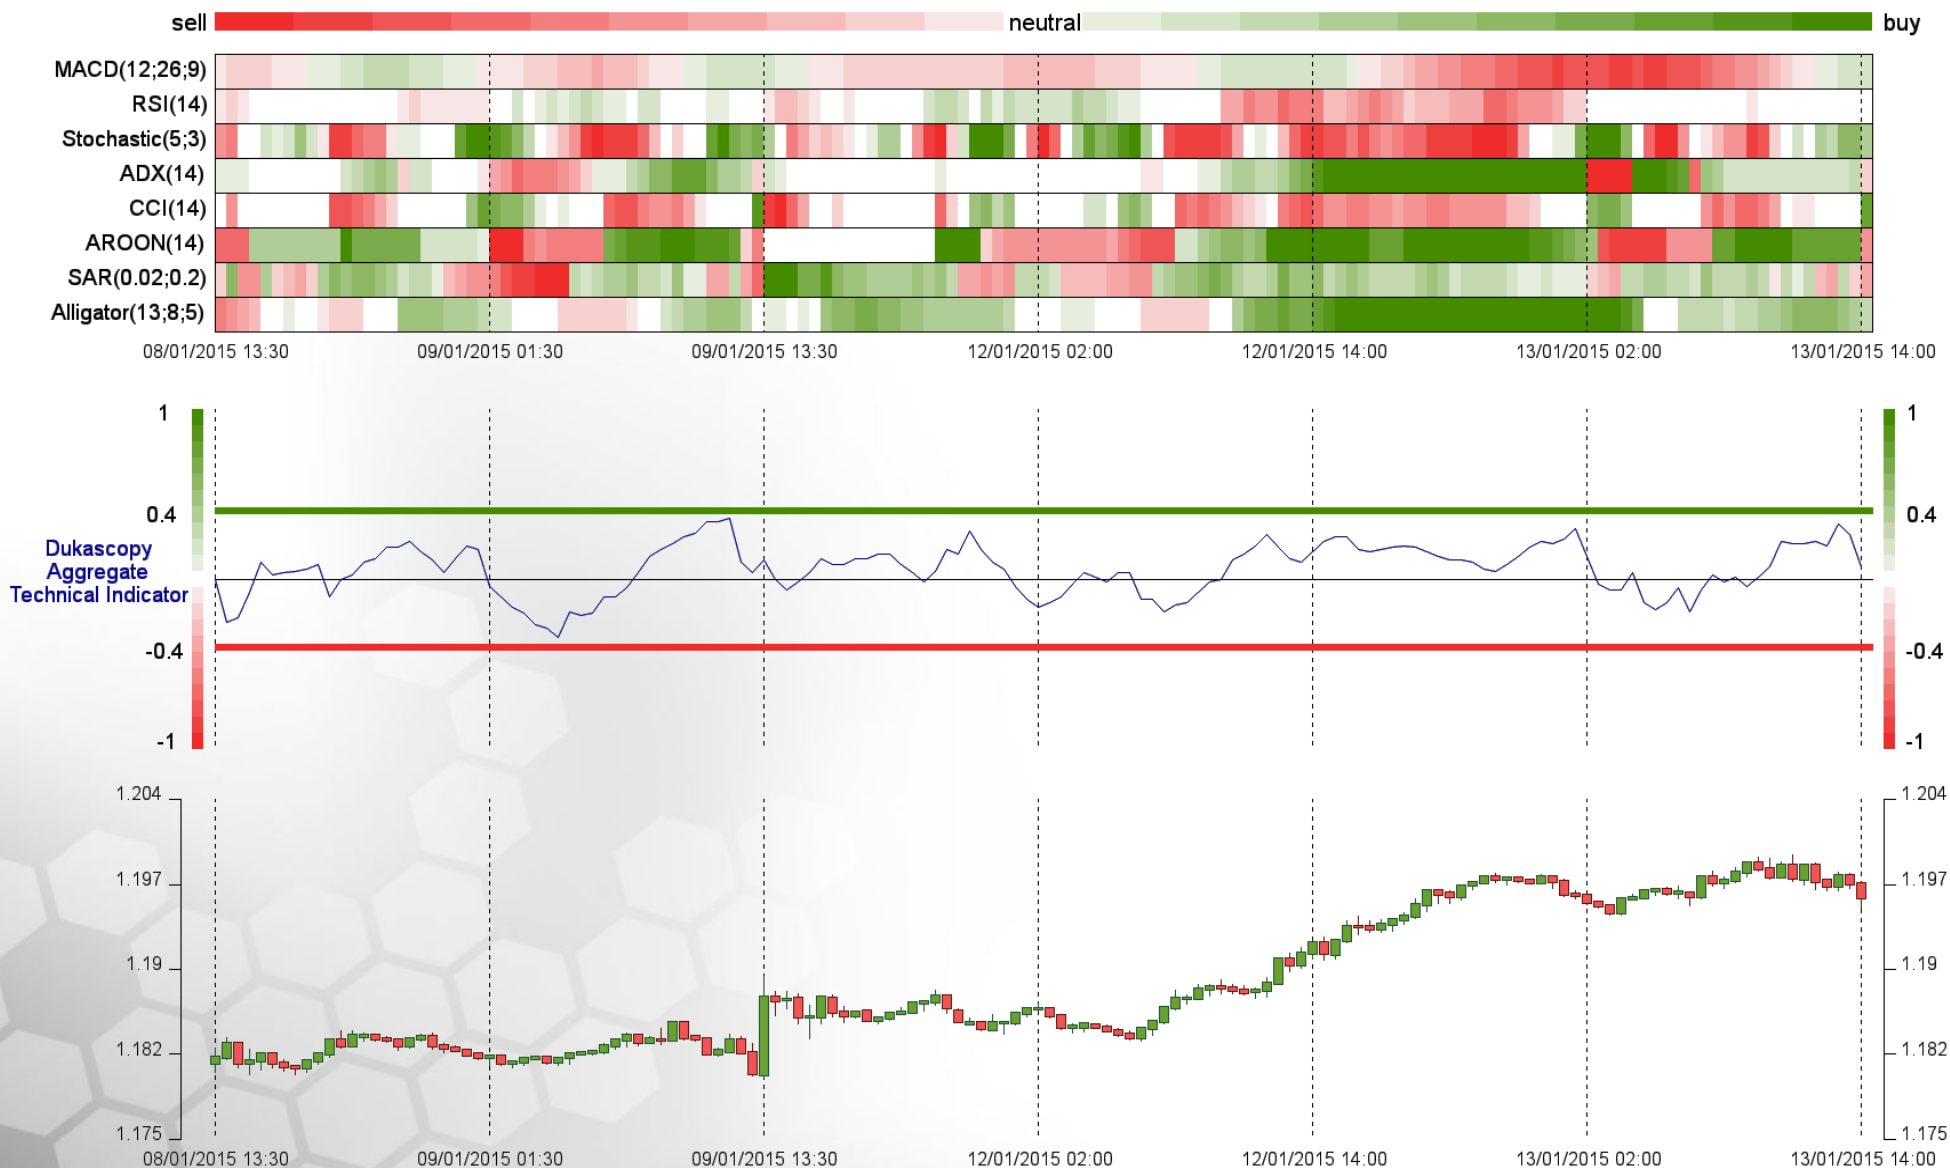 sell neutral buy
MACD(12;26;9)
RSI(14)
Stochastic(5;3)
ADX(14)
CCI(14)
AROON(14)
SAR(0.02;0.2)
Alligator(13;8;5)
08/01/2015 13:30 09/01/2015 01:30 09/01/2015 13:30 12/01/2015 02:00 12/01/2015 14:00 13/01/2015 02:00 13/01/2015 14:00
1 1
0.4 0.4
Dukascopy
Aggregate
Technical Indicator
-0.4 -0.4
-1 -1
1.204 1.204
1.197 1.197
1.19 1.19
1.182 1.182
1.175 1.175
08/01/2015 13:30 09/01/2015 01:30 09/01/2015 13:30 12/01/2015 02:00 12/01/2015 14:00 13/01/2015 02:00 13/01/2015 14:00